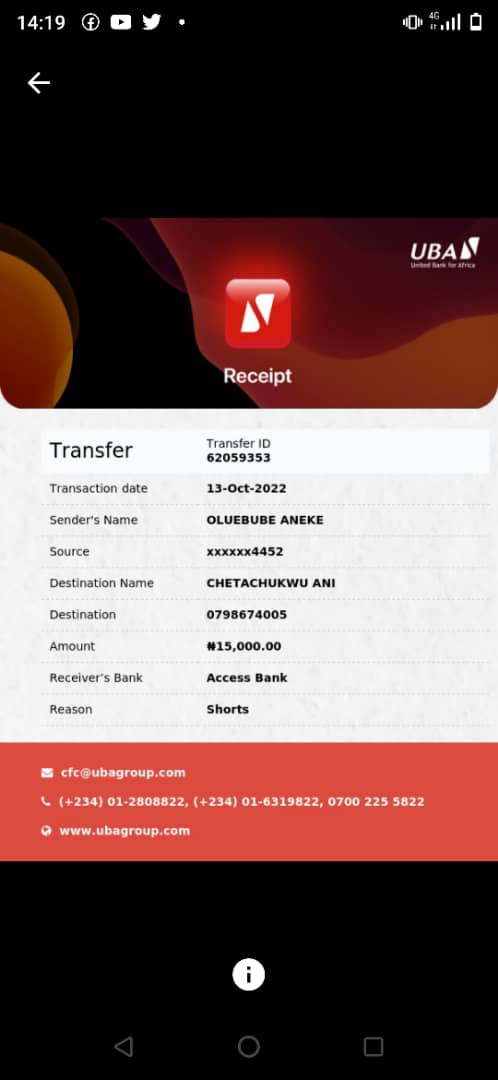 14:19
4G
UBA
United Bank for Africa
Receipt
Transfer
Transfer ID
62059353
Transaction date 13-Oct-2022
Sender's Name OLUEBUBE ANEKE
Source xxxxxx4452
Destination Name CHETACHUKWU ANI
Destination 0798674005
Amount ₦15,000.00
Receiver's Bank Access Bank
Reason Shorts
cfc@ubagroup.com
(+234) 01-2808822, (+234) 01-6319822, 0700 225 5822
www.ubagroup.com